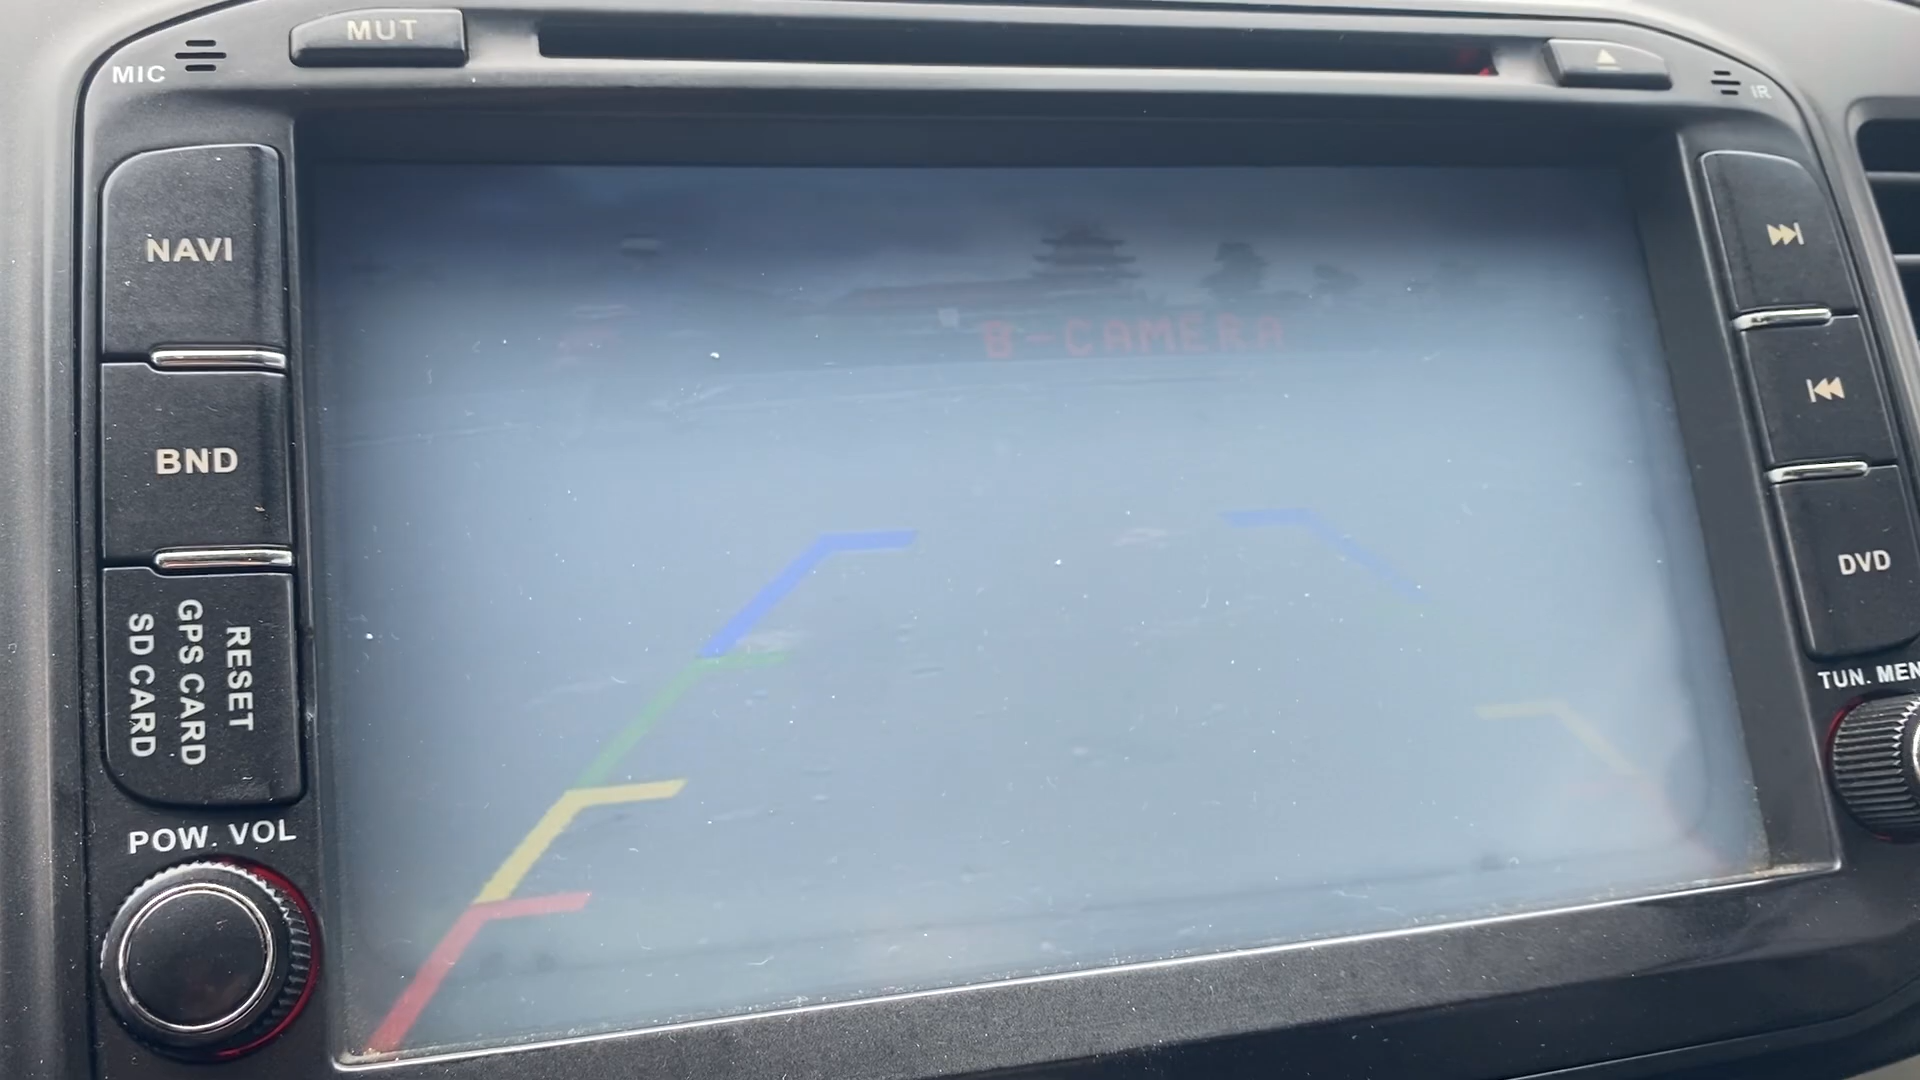 MUT
MIC
IR
NAVI
BND
RESET
GPS CARD
SD CARD
POW. VOL
B-CAMERA
DVD
TUN. MEN